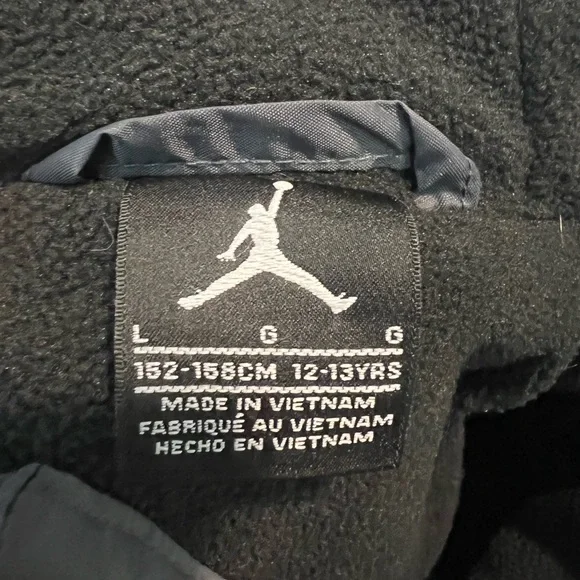 L G G
152-158CM 12-13YRS
MADE IN VIETNAM
FABRIQUÉ AU VIETNAM
HECHO EN VIETNAM